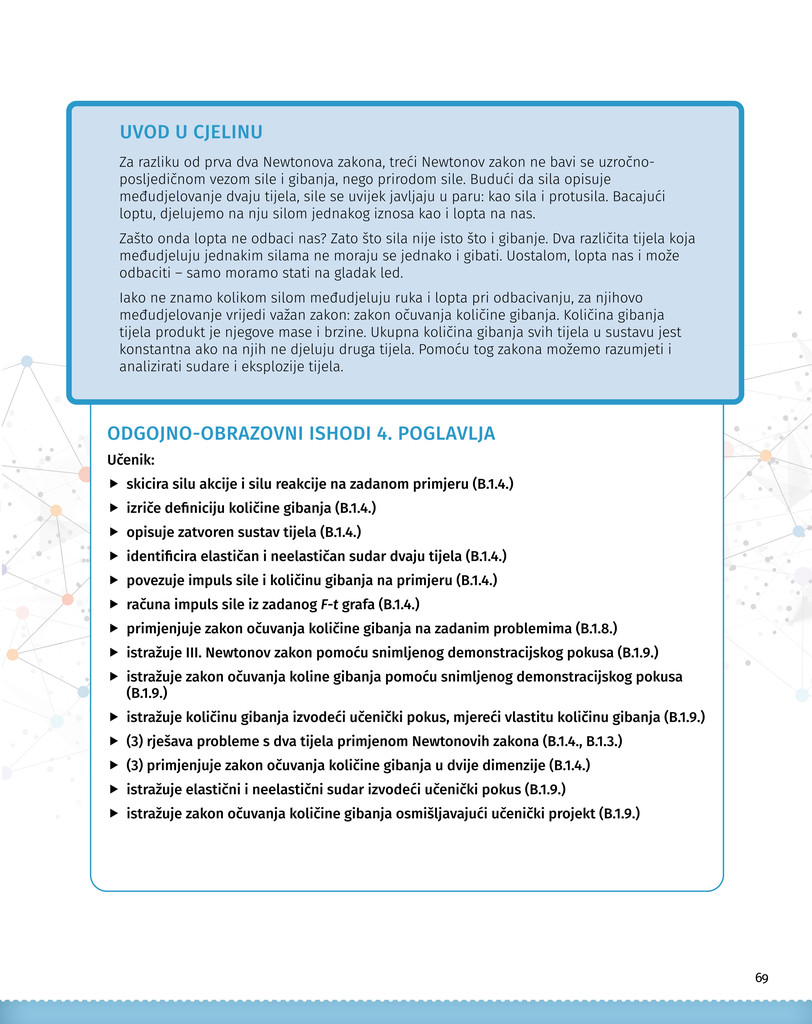 UVOD U CJELINU
Za razliku od prva dva Newtonova zakona, treći Newtonov zakon ne bavi se uzročno-
posljedičnom vezom sile i gibanja, nego prirodom sile. Budući da sila opisuje
međudjelovanje dvaju tijela, sile se uvijek javljaju u paru: kao sila i protusila. Bacajući
loptu, djelujemo na nju silom jednakog iznosa kao i lopta na nas.
Zašto onda lopta ne odbaci nas? Zato što sila nije isto što i gibanje. Dva različita tijela koja
međudjeluju jednakim silama ne moraju se jednako i gibati. Uostalom, lopta nas i može
odbaciti – samo moramo stati na gladak led.
Iako ne znamo kolikom silom međudjeluju ruka i lopta pri odbacivanju, za njihovo
međudjelovanje vrijedi važan zakon: zakon očuvanja količine gibanja. Količina gibanja
tijela produkt je njegove mase i brzine. Ukupna količina gibanja svih tijela u sustavu jest
konstantna ako na njih ne djeluju druga tijela. Pomoću tog zakona možemo razumjeti i
analizirati sudare i eksplozije tijela.
ODGOJNO-OBRAZOVNI ISHODI 4. POGLAVLJA
Učenik:
▶ skicira silu akcije i silu reakcije na zadanom primjeru (B.1.4.)
▶ izriče definiciju količine gibanja (B.1.4.)
▶ opisuje zatvoren sustav tijela (B.1.4.)
▶ identificira elastičan i neelastičan sudar dvaju tijela (B.1.4.)
▶ povezuje impuls sile i količinu gibanja na primjeru (B.1.4.)
▶ računa impuls sile iz zadanog F-t grafa (B.1.4.)
▶ primjenjuje zakon očuvanja količine gibanja na zadanim problemima (B.1.8.)
▶ istražuje III. Newtonov zakon pomoću snimljenog demonstracijskog pokusa (B.1.9.)
▶ istražuje zakon očuvanja koline gibanja pomoću snimljenog demonstracijskog pokusa
(B.1.9.)
▶ istražuje količinu gibanja izvodeći učenički pokus, mjereći vlastitu količinu gibanja (B.1.9.)
▶ (3) rješava probleme s dva tijela primjenom Newtonovih zakona (B.1.4., B.1.3.)
▶ (3) primjenjuje zakon očuvanja količine gibanja u dvije dimenzije (B.1.4.)
▶ istražuje elastični i neelastični sudar izvodeći učenički pokus (B.1.9.)
▶ istražuje zakon očuvanja količine gibanja osmišljavajući učenički projekt (B.1.9.)
69